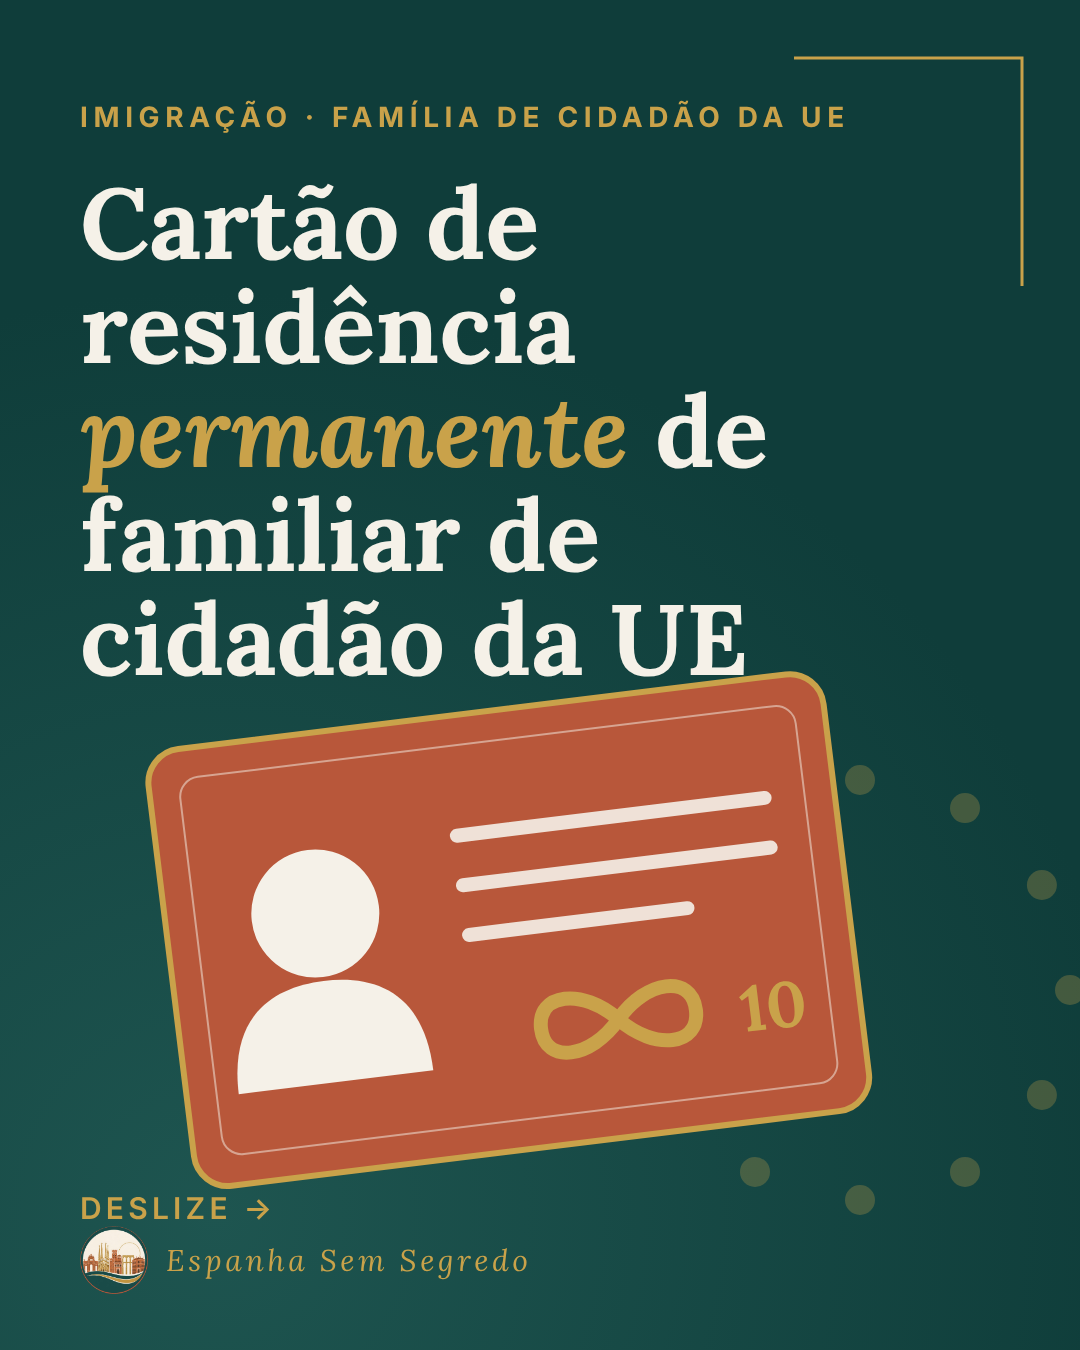 IMIGRAÇÃO · FAMÍLIA DE CIDADÃO DA UE
Cartão de
residência
permanente de
familiar de
cidadão da UE
10
DESLIZE →
Espanha Sem Segredo